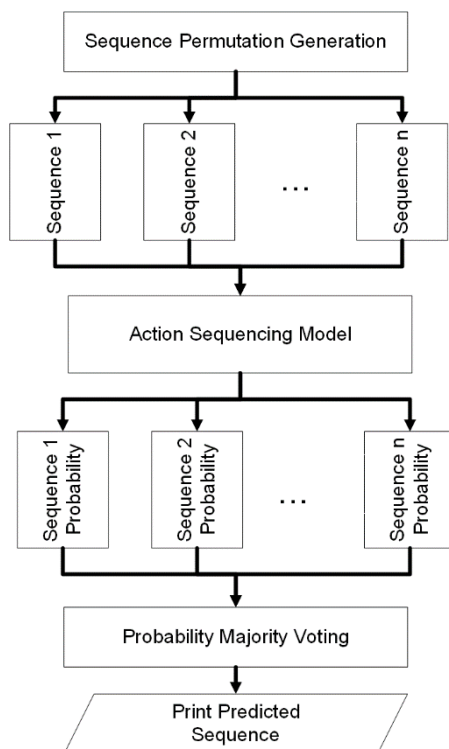 Sequence Permutation Generation
Sequence 1
Sequence 2
...
Sequence n
Action Sequencing Model
Sequence 1
Probability
Sequence 2
Probability
...
Sequence n
Probability
Probability Majority Voting
Print Predicted
Sequence